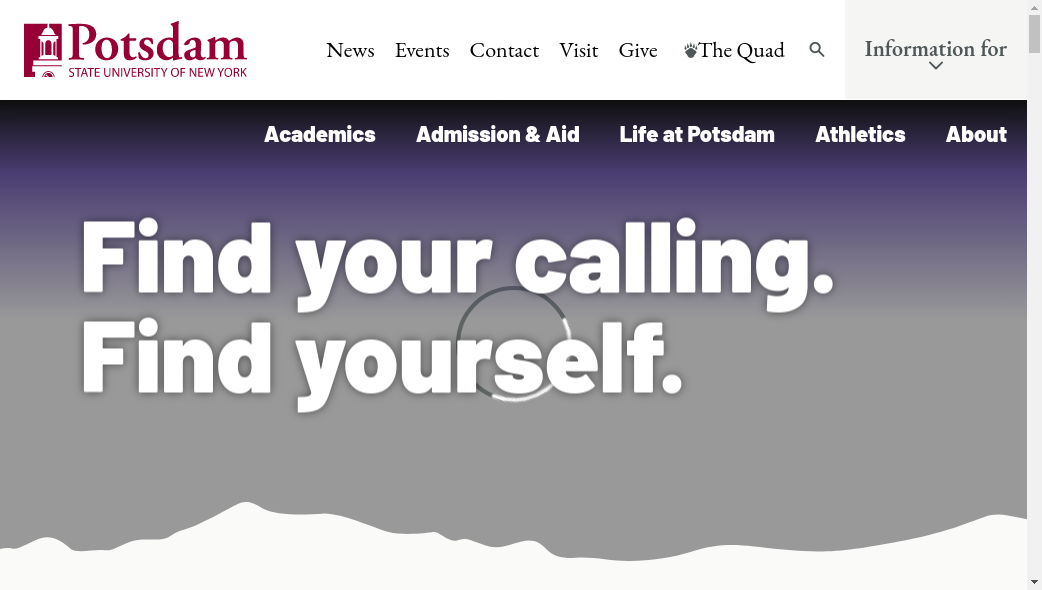 Potsdam
STATE UNIVERSITY OF NEW YORK
News Events Contact Visit Give The Quad
Information for
Academics Admission & Aid Life at Potsdam Athletics About
Find your calling.
Find yourself.